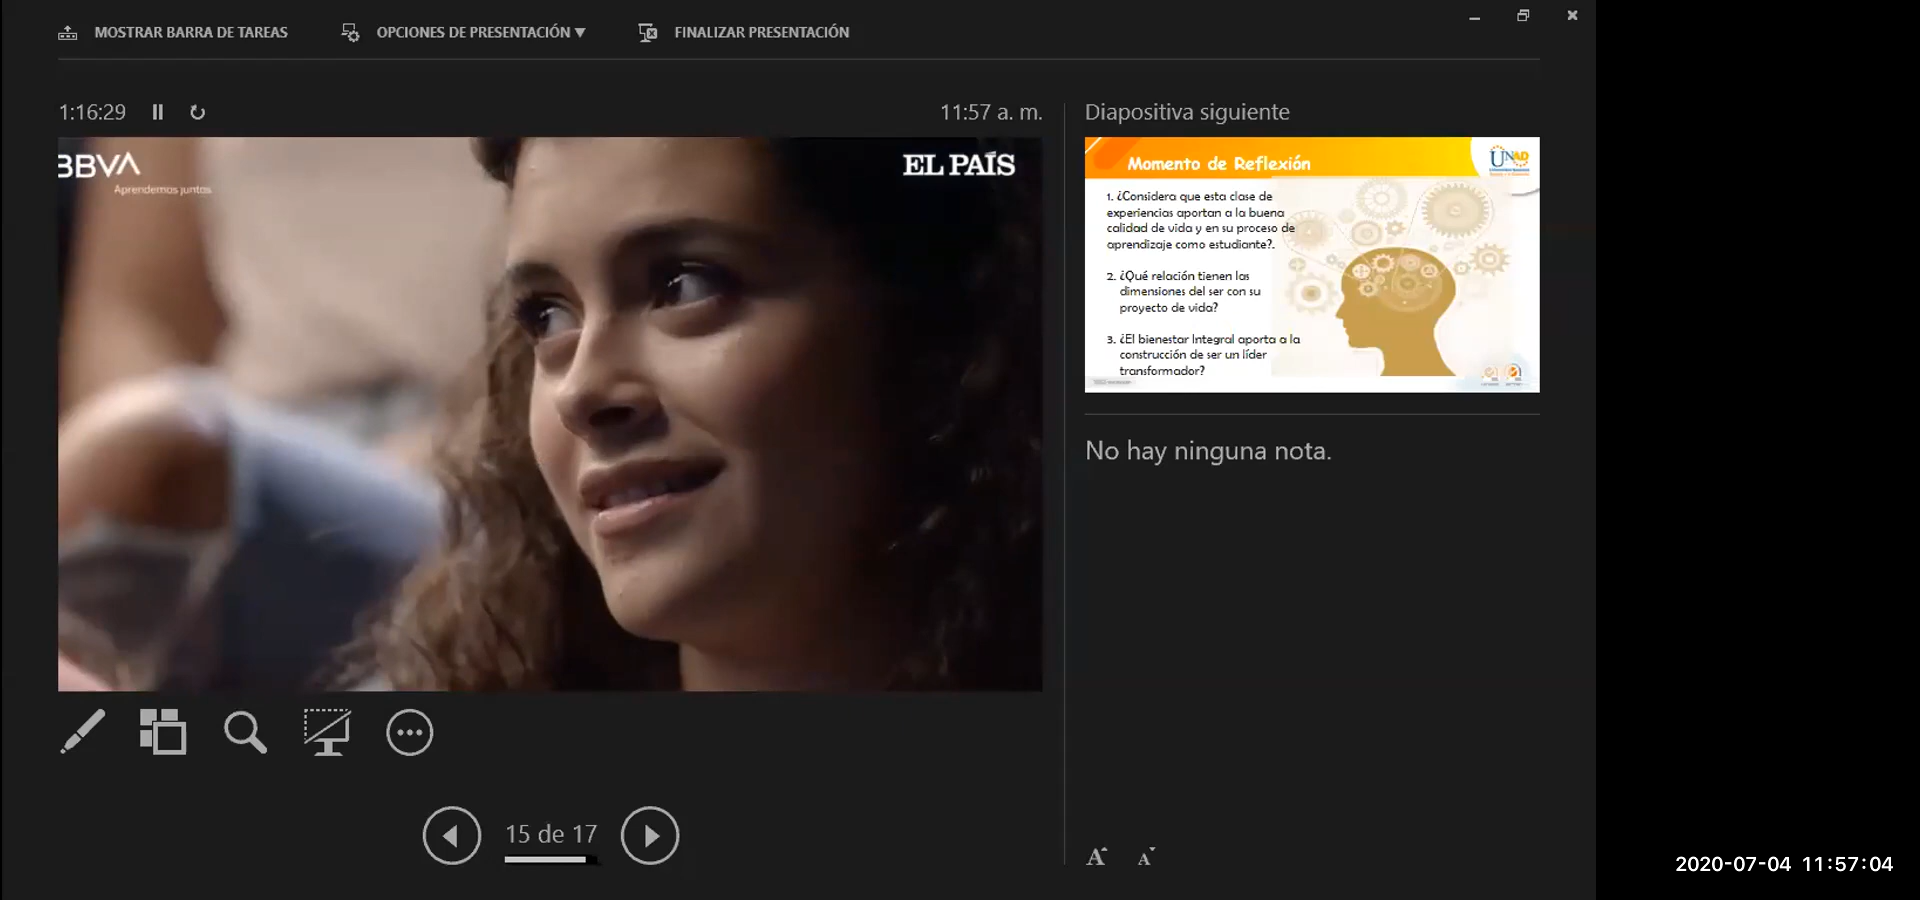 MOSTRAR BARRA DE TAREAS
OPCIONES DE PRESENTACIÓN ▼
FINALIZAR PRESENTACIÓN
1:16:29
11:57 a. m.
BBVA
Aprendemos juntos
EL PAÍS
Diapositiva siguiente
Momento de Reflexión
UNAD
1. ¿Considera que esta clase de
experiencias aportan a la buena
calidad de vida y en su proceso de
aprendizaje como estudiante?.
2. ¿Qué relación tienen las
dimensiones del ser con su
proyecto de vida?
3. ¿El bienestar Integral aporta a la
construcción de ser un líder
transformador?
No hay ninguna nota.
15 de 17
A A
2020-07-04 11:57:04